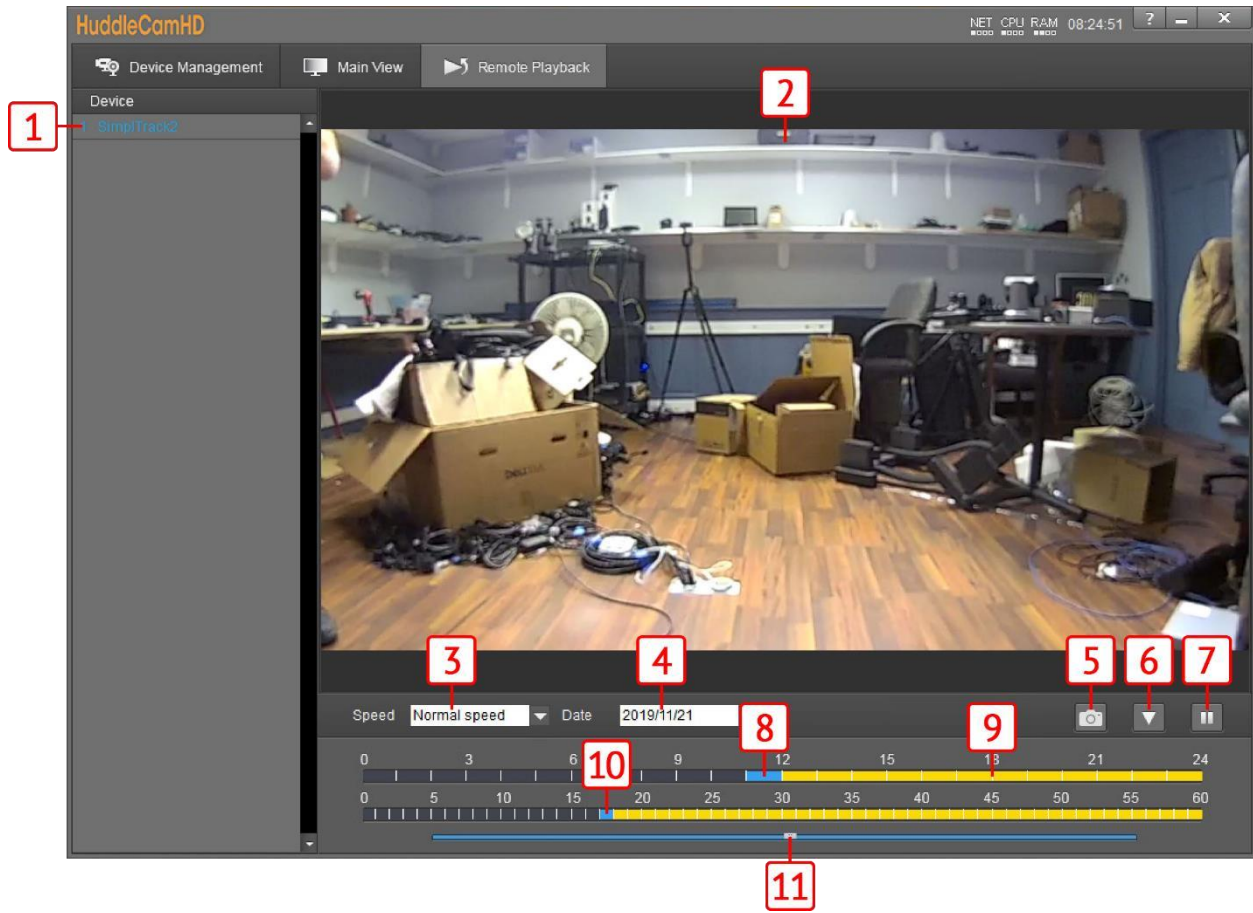 HuddleCamHD NET CPU RAM 08:24:51 ?
Device Management Main View Remote Playback
Device
1 SimplTrack2
2
3 4 5 6 7
Speed Normal speed Date 2019/11/21
8 9
0 3 6 9 12 15 18 21 24
10
0 5 10 15 20 25 30 35 40 45 50 55 60
11